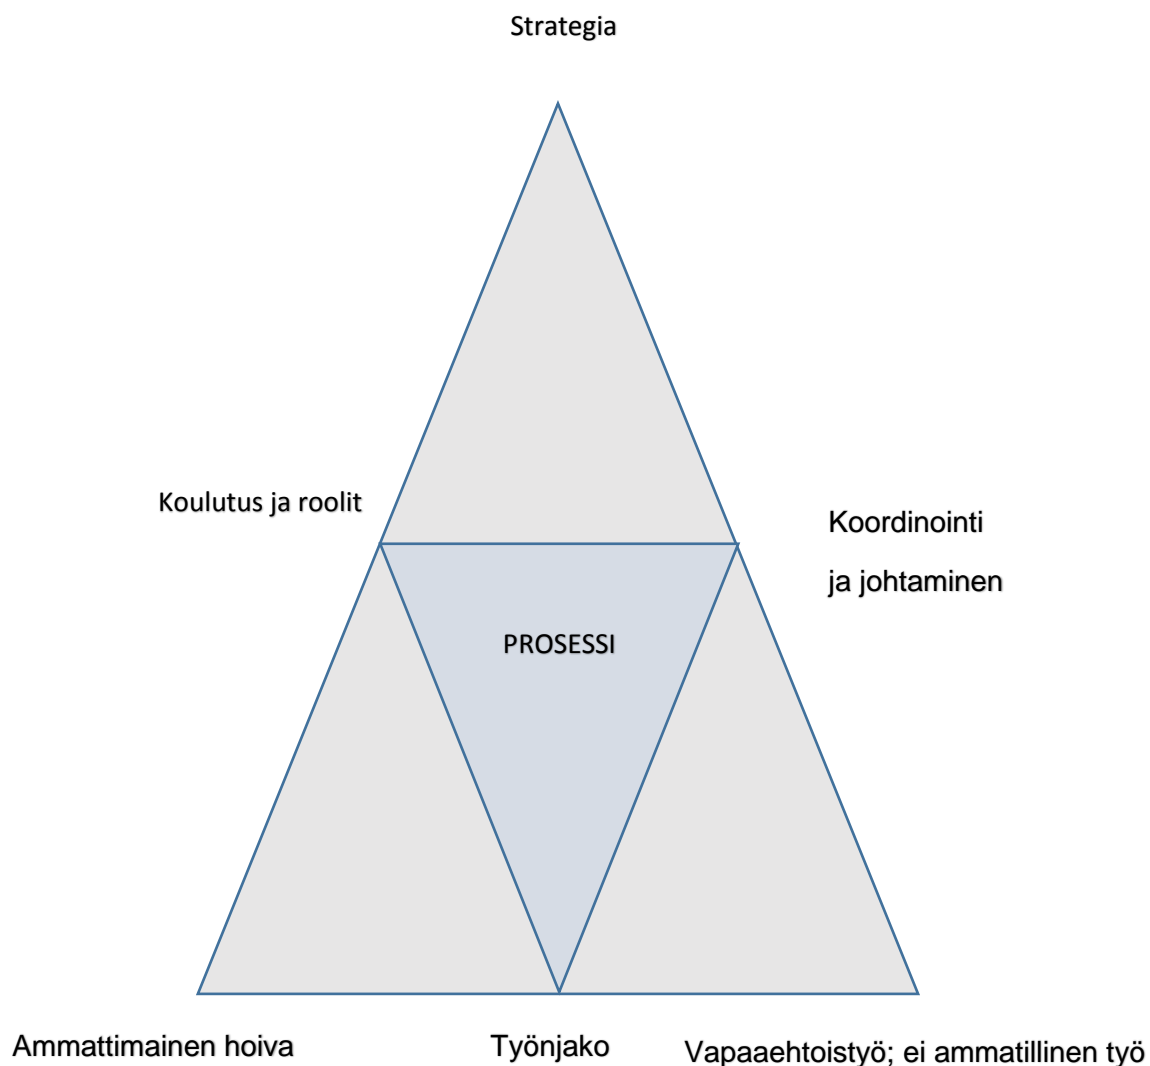 Strategia
Koulutus ja roolit
Koordinointi
ja johtaminen
PROSESSI
Ammattimainen hoiva
Työnjako
Vapaaehtoistyö; ei ammatillinen työ